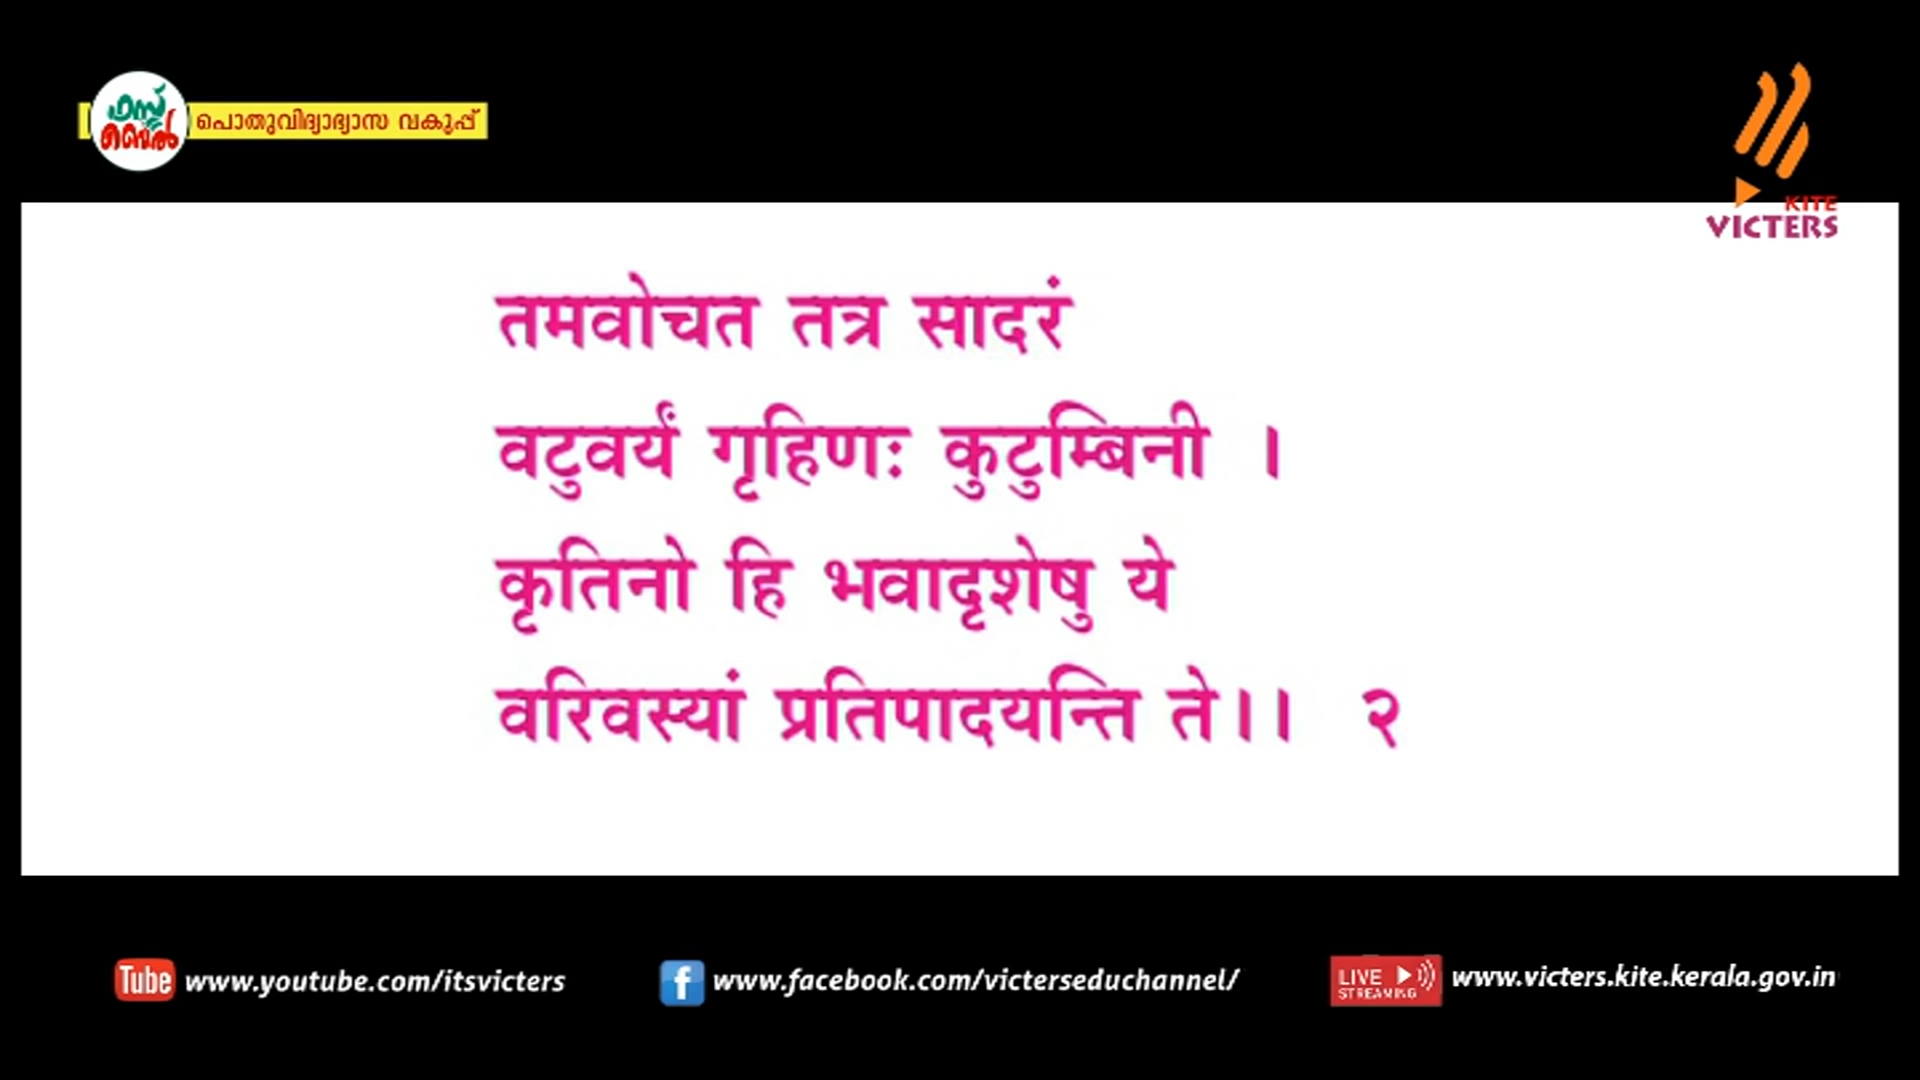 ഫസ്റ്റ്
ബെൽ
പൊതുവിദ്യാഭ്യാസ വകുപ്പ്
KITE
VICTERS
तमवोचत तत्र सादरं
वटुवर्यं गृहिणः कुटुम्बिनी ।
कृतिनो हि भवादृशेषु ये
वरिवस्यां प्रतिपादयन्ति ते।। २
Tube www.youtube.com/itsvicters
f www.facebook.com/victerseduchannel/
LIVE
STREAMING
www.victers.kite.kerala.gov.in